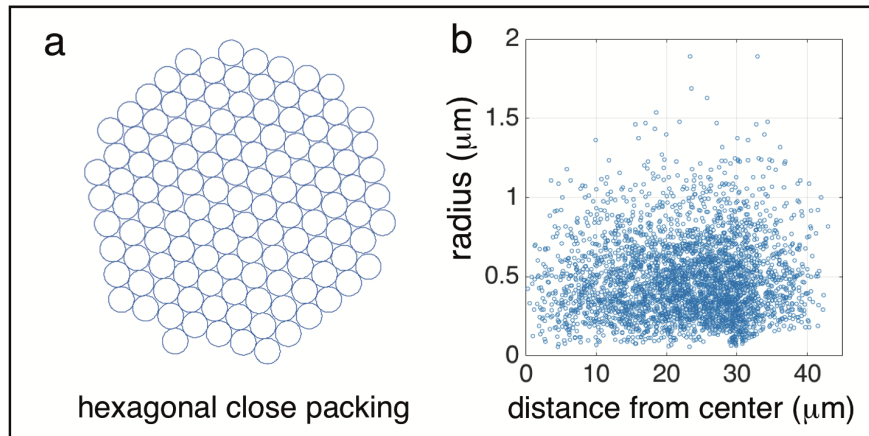 a
hexagonal close packing
b
radius (μm)
2
1.5
1
0.5
0
0 10 20 30 40
distance from center (μm)